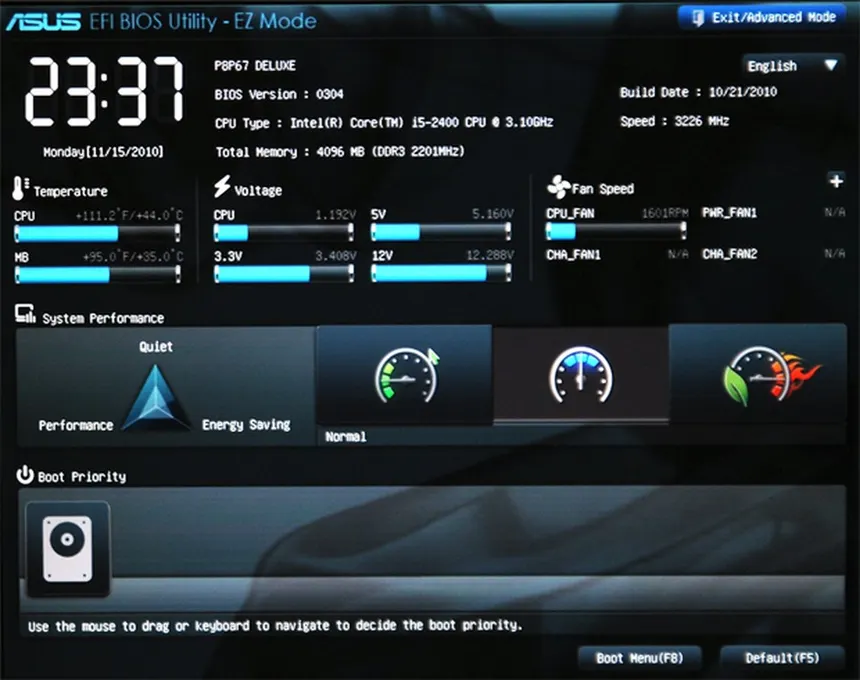 ASUS EFI BIOS Utility - EZ Mode
Exit/Advanced Mode
23:37
Monday[11/15/2010]
P8P67 DELUXE
English
BIOS Version : 0304
Build Date : 10/21/2010
CPU Type : Intel(R) Core(TM) i5-2400 CPU @ 3.10GHz
Speed : 3226 MHz
Total Memory : 4096 MB (DDR3 2201MHz)
Temperature
CPU +111.2°F/+44.0°C
MB +95.0°F/+35.0°C
Voltage
CPU 1.192V
5V 5.160V
3.3V 3.408V
12V 12.288V
Fan Speed
CPU_FAN 1601RPM
PWR_FAN1 N/A
CHA_FAN1 N/A
CHA_FAN2 N/A
System Performance
Quiet
Performance
Energy Saving
Normal
Boot Priority
Use the mouse to drag or keyboard to navigate to decide the boot priority.
Boot Menu(F8)
Default(F5)